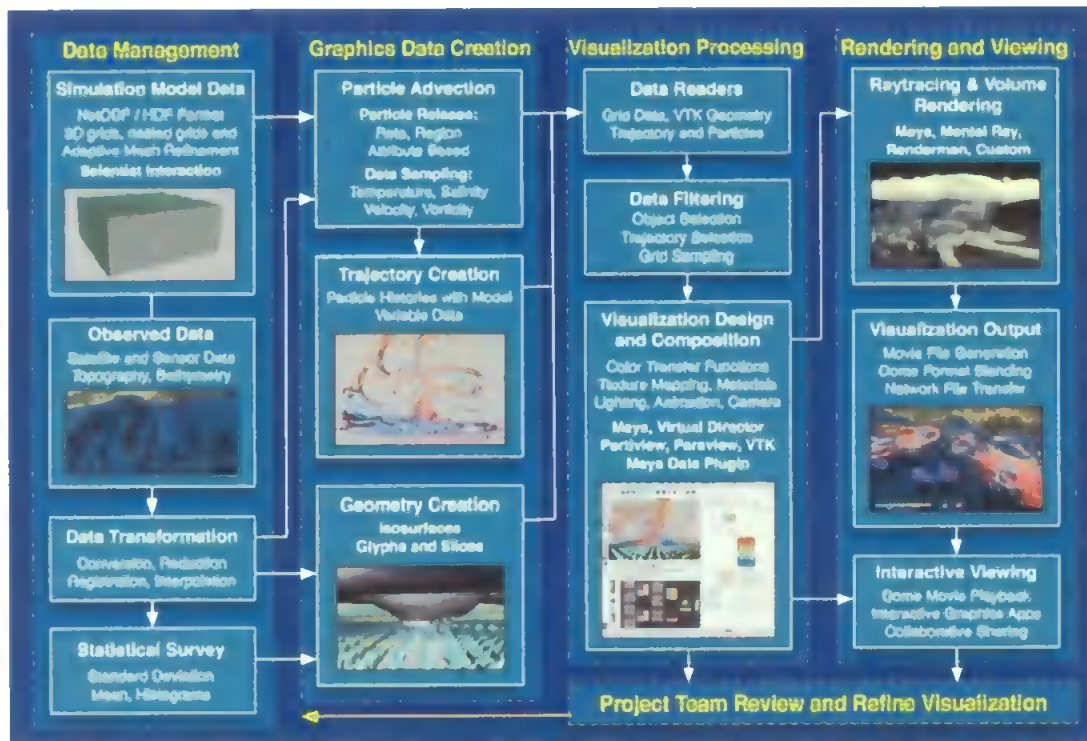 Data Management
Simulation Model Data
NetCDF / HDF Format
3D grids, nested grids and
Adaptive Mesh Refinement
Scientist Interaction
Observed Data
Satellite and Sensor Data
Topography, Bathymetry
Data Transformation
Conversion, Reduction
Registration, Interpolation
Statistical Survey
Standard Deviation
Mean, Histograms
Graphics Data Creation
Particle Advection
Particle Release:
Rate, Region
Attribute Based
Data Sampling:
Temperature, Salinity
Velocity, Vorticity
Trajectory Creation
Particle Histories with Model
Variable Data
Geometry Creation
Isosurfaces
Glyphs and Slices
Visualization Processing
Data Readers
Grid Data, VTK Geometry
Trajectory and Particles
Data Filtering
Object Selection
Trajectory Selection
Grid Sampling
Visualization Design
and Composition
Color Transfer Functions
Texture Mapping, Materials
Lighting, Animation, Camera
Maya, Virtual Director
Partiview, Paraview, VTK
Maya Data Plugin
Rendering and Viewing
Raytracing & Volume
Rendering
Maya, Mental Ray,
Renderman, Custom
Visualization Output
Movie File Generation
Dome Format Blending
Network File Transfer
Interactive Viewing
Dome Movie Playback
Interactive Graphics Apps
Collaborative Sharing
Project Team Review and Refine Visualization